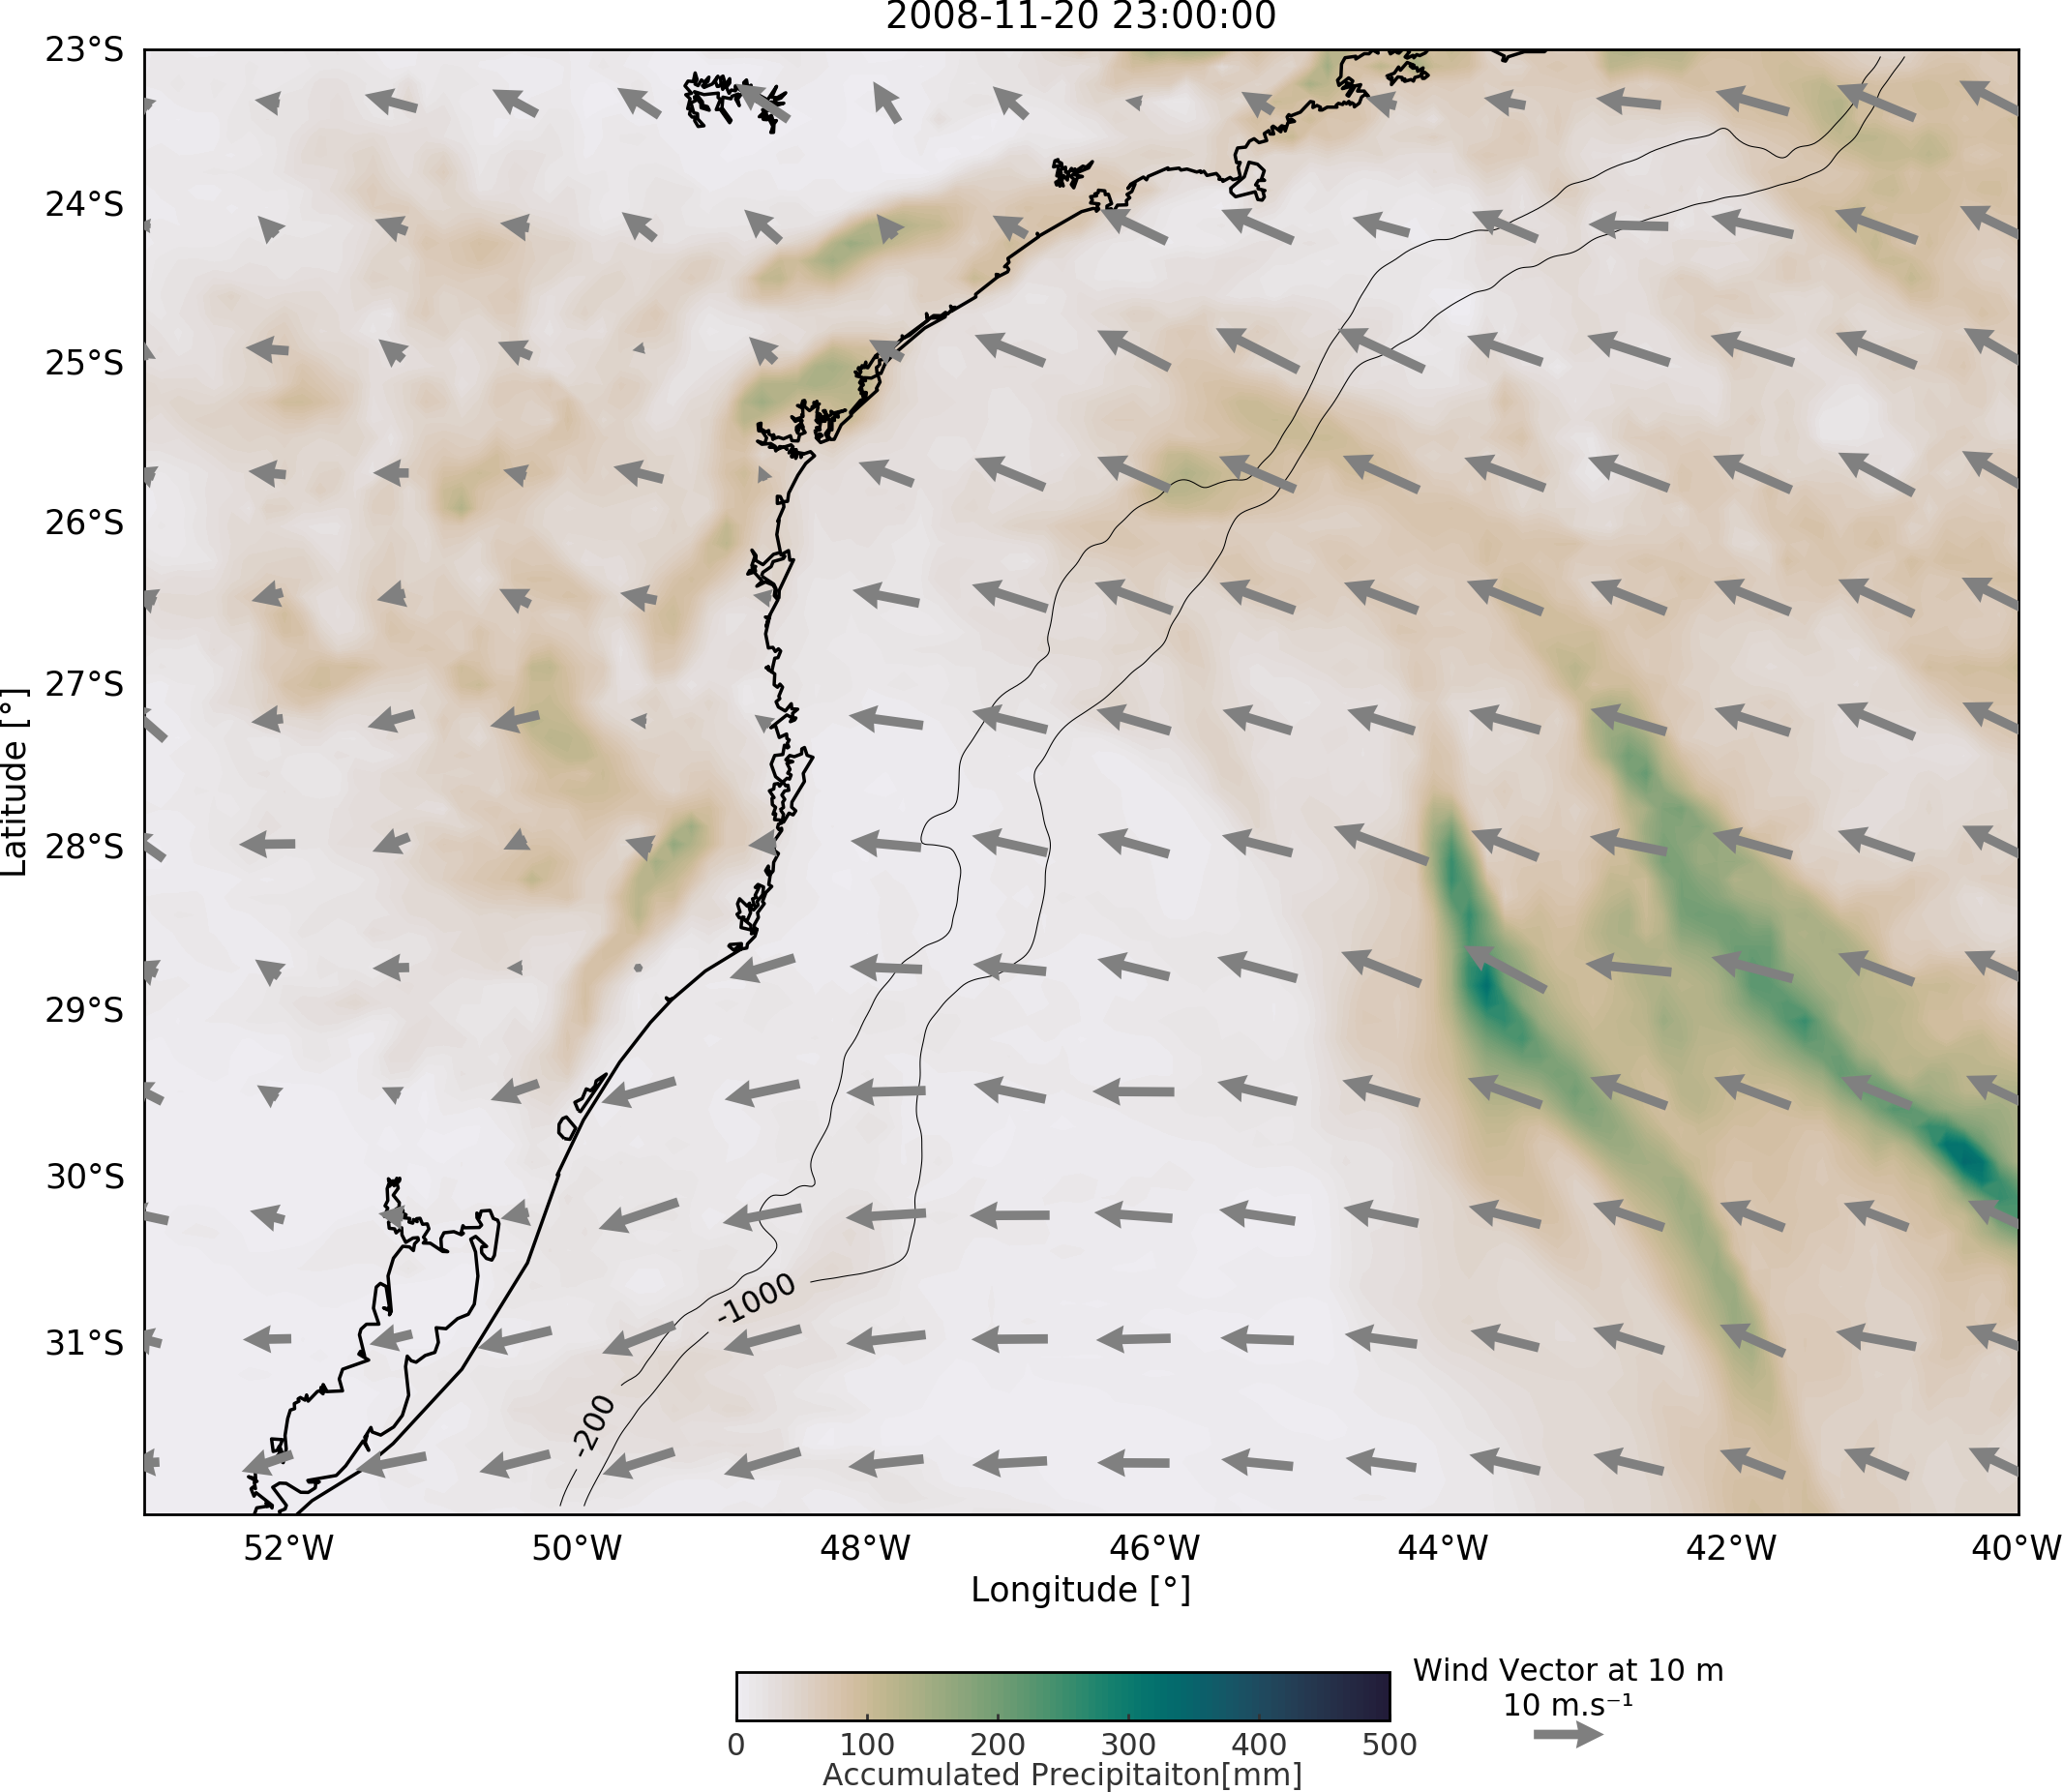 2008-11-20 23:00:00
23°S
24°S
25°S
26°S
27°S
28°S
29°S
30°S
31°S
Latitude [°]
-1000
-200
52°W
50°W
48°W
46°W
44°W
42°W
40°W
Longitude [°]
Wind Vector at 10 m
10 m.s⁻¹
0
100
200
300
400
500
Accumulated Precipitaiton[mm]